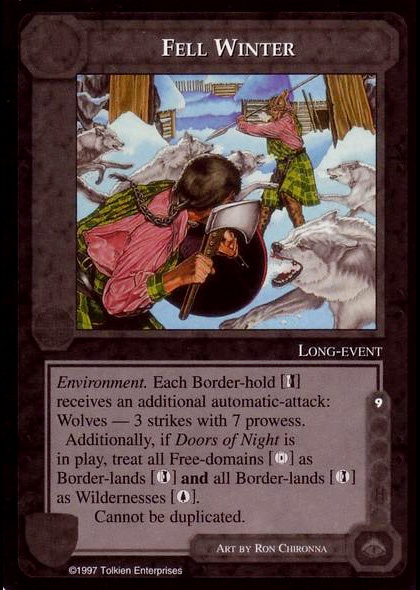 FELL WINTER
LONG-EVENT
Environment. Each Border-hold [ ]
receives an additional automatic-attack:
Wolves — 3 strikes with 7 prowess.
Additionally, if Doors of Night is
in play, treat all Free-domains [ ] as
Border-lands [ ] and all Border-lands [ ]
as Wildernesses [ ].
Cannot be duplicated.
9
ART BY RON CHIRONNA
©1997 Tolkien Enterprises